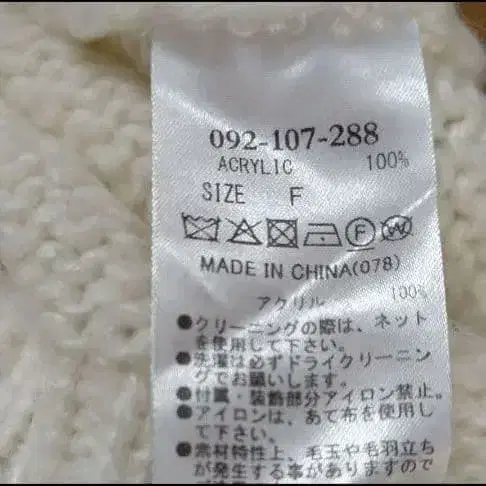 092-107-288
ACRYLIC 100%
SIZE F
MADE IN CHINA(078)
アクリル 100%
●クリーニングの際は、ネット
を使用して下さい。
●洗濯は必ずドライクリーニン
グでお願いします。
●付属・装飾部分アイロン禁止。
●アイロンは、あて布を使用し
て下さい。
●素材特性上、毛玉や毛羽立ち
が発生する事がありますので